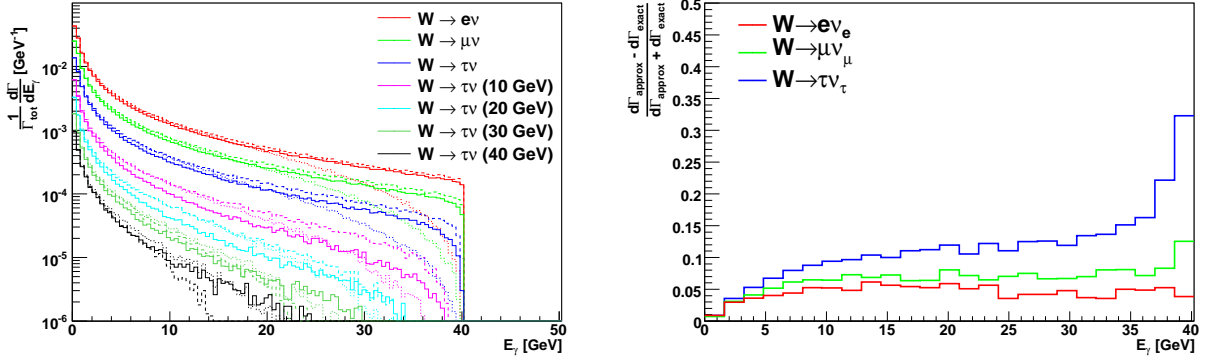 1/Γtot dΓ/dEγ [GeV⁻¹]
10⁻²
10⁻³
10⁻⁴
10⁻⁵
10⁻⁶
W → eν
W → μν
W → τν
W → τν (10 GeV)
W → τν (20 GeV)
W → τν (30 GeV)
W → τν (40 GeV)
0 10 20 30 40 50
Eγ [GeV]
dΓapprox - dΓexact
dΓapprox + dΓexact
0.5
0.45
0.4
0.35
0.3
0.25
0.2
0.15
0.1
0.05
0
W→eνe
W→μνμ
W→τντ
0 5 10 15 20 25 30 35 40
Eγ [GeV]